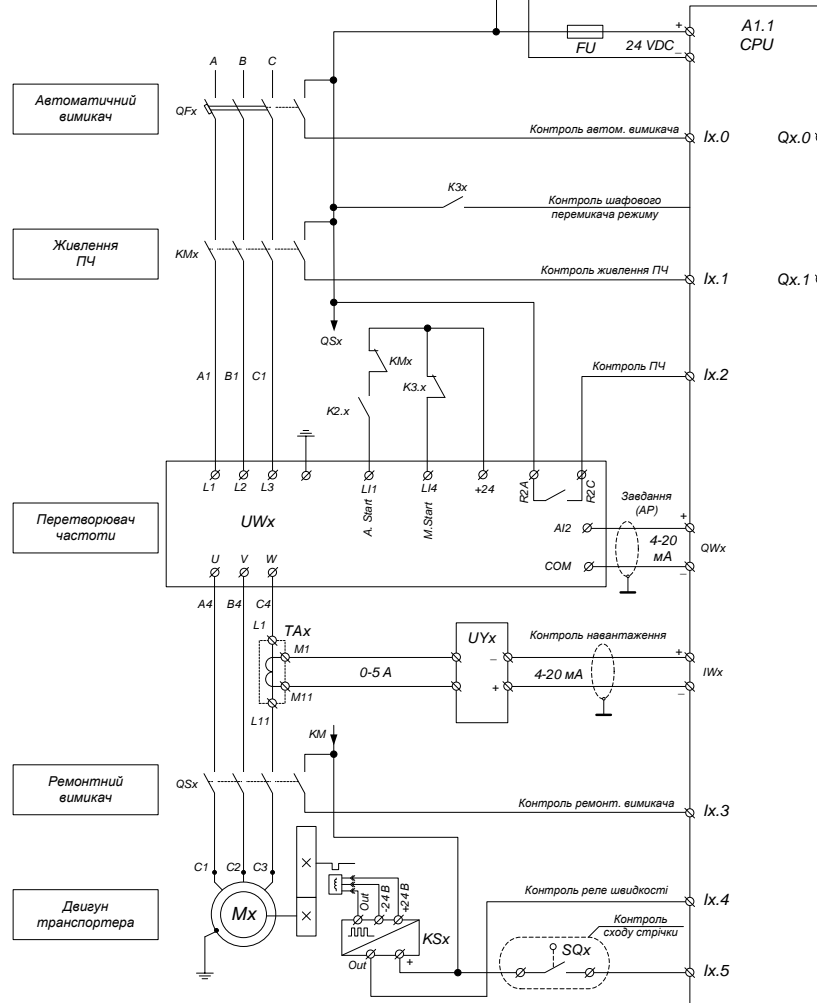 A1.1
CPU
+
FU
24 VDC
–
A B C
Автоматичний
вимикач
QFx
Контроль автом. вимикача
Ix.0
Qx.0
К3x
Контроль шафового
перемикача режиму
Живлення
ПЧ
KMx
Контроль живлення ПЧ
Ix.1
Qx.1
QSx
KMx
Контроль ПЧ
Ix.2
A1 B1 C1
К3.x
К2.x
L1 L2 L3
LI1
LI4
+24
R2A
R2C
A. Start
M.Start
Завдання
(АР)
Перетворювач
частоти
UWx
AI2
+
4-20
мА
QWx
COM
–
U V W
A4 B4 C4
L1
TAx
M1
UYx
Контроль навантаження
–
+
0-5 А
4-20 мА
IWx
M11
+
–
L11
KM
Ремонтний
вимикач
QSx
Контроль ремонт. вимикача
Ix.3
C1 C2 C3
Out
-24 В
+24 В
Контроль реле швидкості
Ix.4
Двигун
транспортера
Mx
KSx
Контроль
сходу стрічки
SQx
Out
+
Ix.5